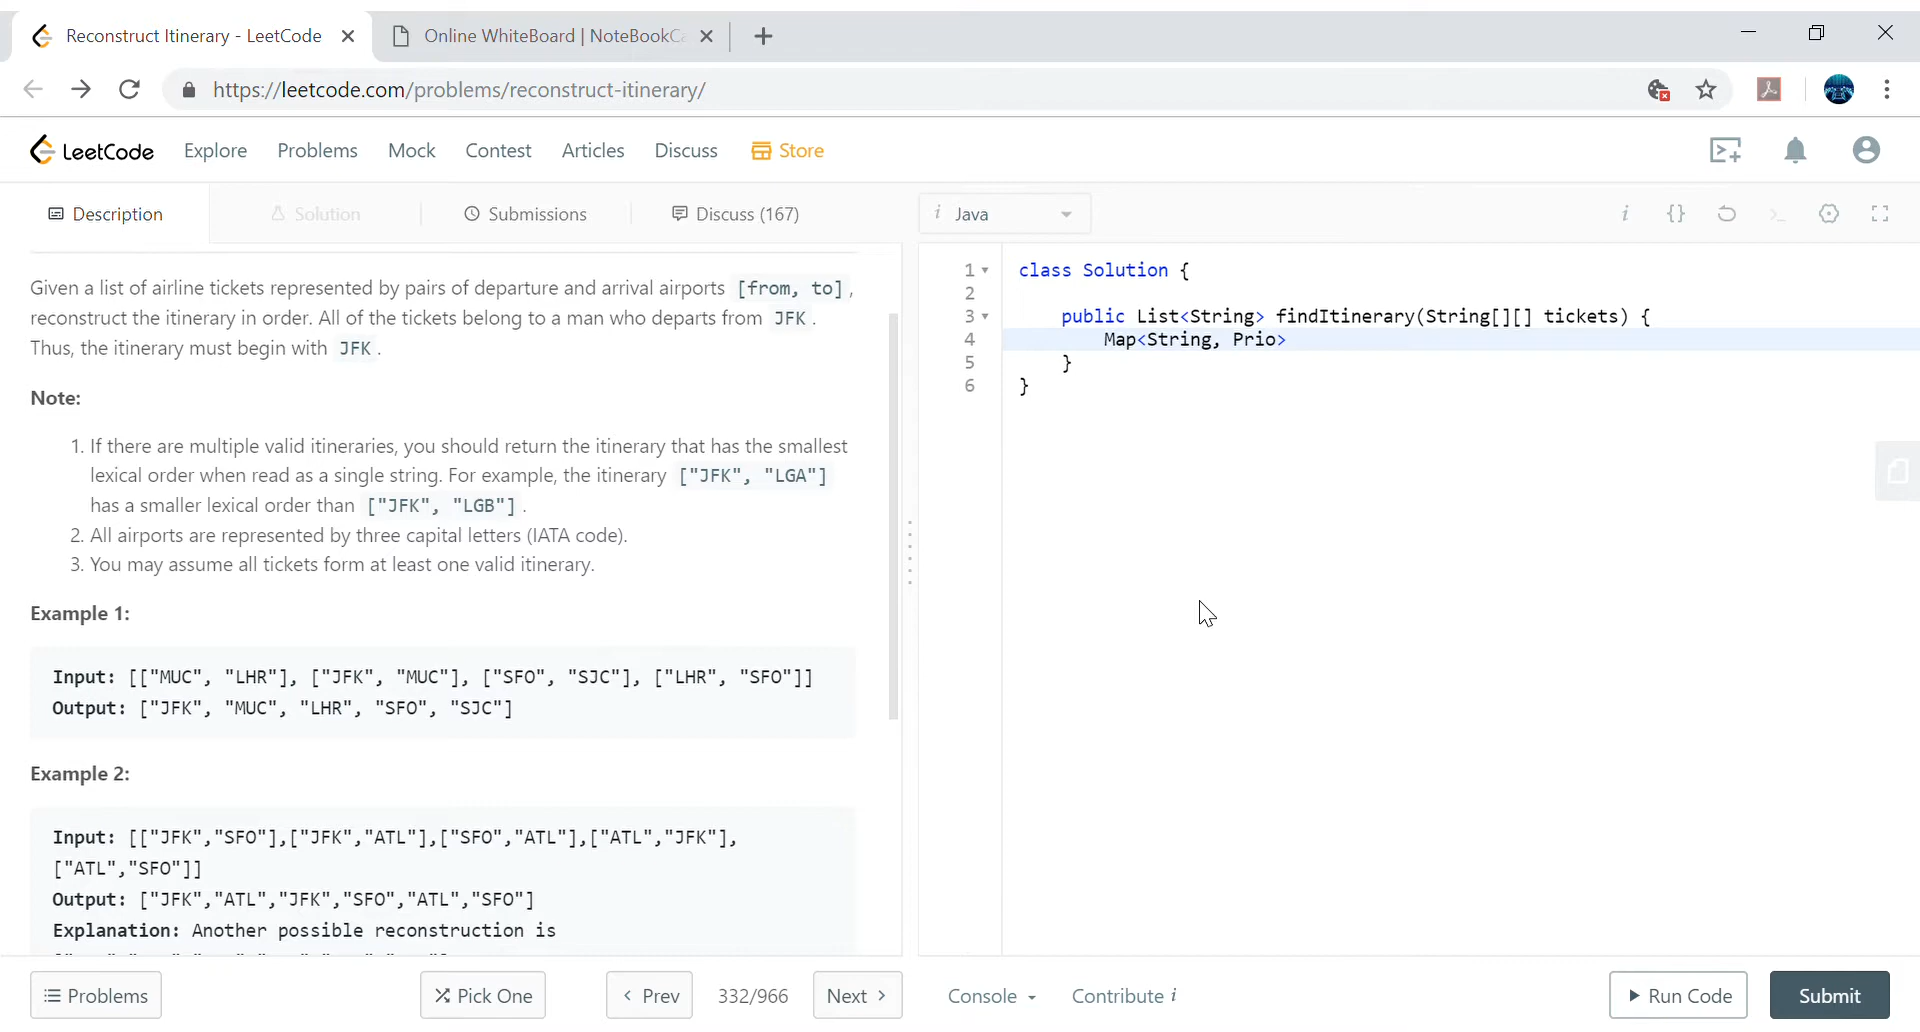 Reconstruct Itinerary - LeetCode
Online WhiteBoard | NoteBookC
https://leetcode.com/problems/reconstruct-itinerary/
LeetCode Explore Problems Mock Contest Articles Discuss Store
Description Solution Submissions Discuss (167) i Java
i {} >_
Given a list of airline tickets represented by pairs of departure and arrival airports [from, to],
reconstruct the itinerary in order. All of the tickets belong to a man who departs from JFK.
Thus, the itinerary must begin with JFK.
Note:
1. If there are multiple valid itineraries, you should return the itinerary that has the smallest
lexical order when read as a single string. For example, the itinerary ["JFK", "LGA"]
has a smaller lexical order than ["JFK", "LGB"].
2. All airports are represented by three capital letters (IATA code).
3. You may assume all tickets form at least one valid itinerary.
Example 1:
Input: [["MUC", "LHR"], ["JFK", "MUC"], ["SFO", "SJC"], ["LHR", "SFO"]]
Output: ["JFK", "MUC", "LHR", "SFO", "SJC"]
Example 2:
Input: [["JFK","SFO"],["JFK","ATL"],["SFO","ATL"],["ATL","JFK"],
["ATL","SFO"]]
Output: ["JFK","ATL","JFK","SFO","ATL","SFO"]
Explanation: Another possible reconstruction is
1 class Solution {
2
3 public List<String> findItinerary(String[][] tickets) {
4 Map<String, Prio>
5 }
6 }
Problems Pick One Prev 332/966 Next Console Contribute i Run Code Submit